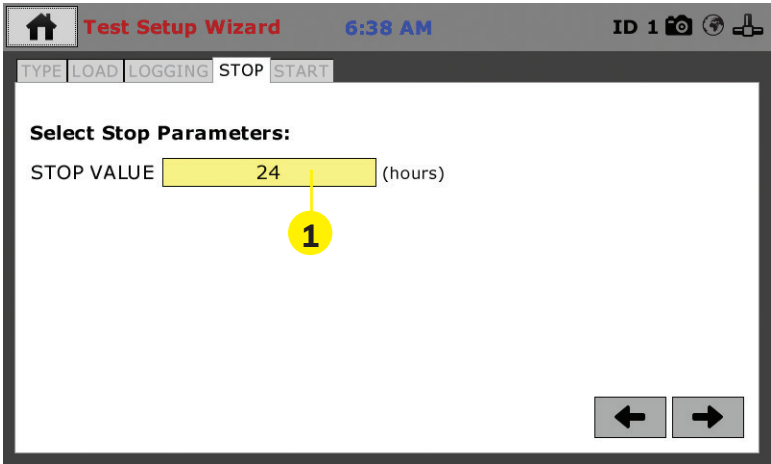 Test Setup Wizard 6:38 AM ID 1
TYPE LOAD LOGGING STOP START
Select Stop Parameters:
STOP VALUE 24 (hours)
1